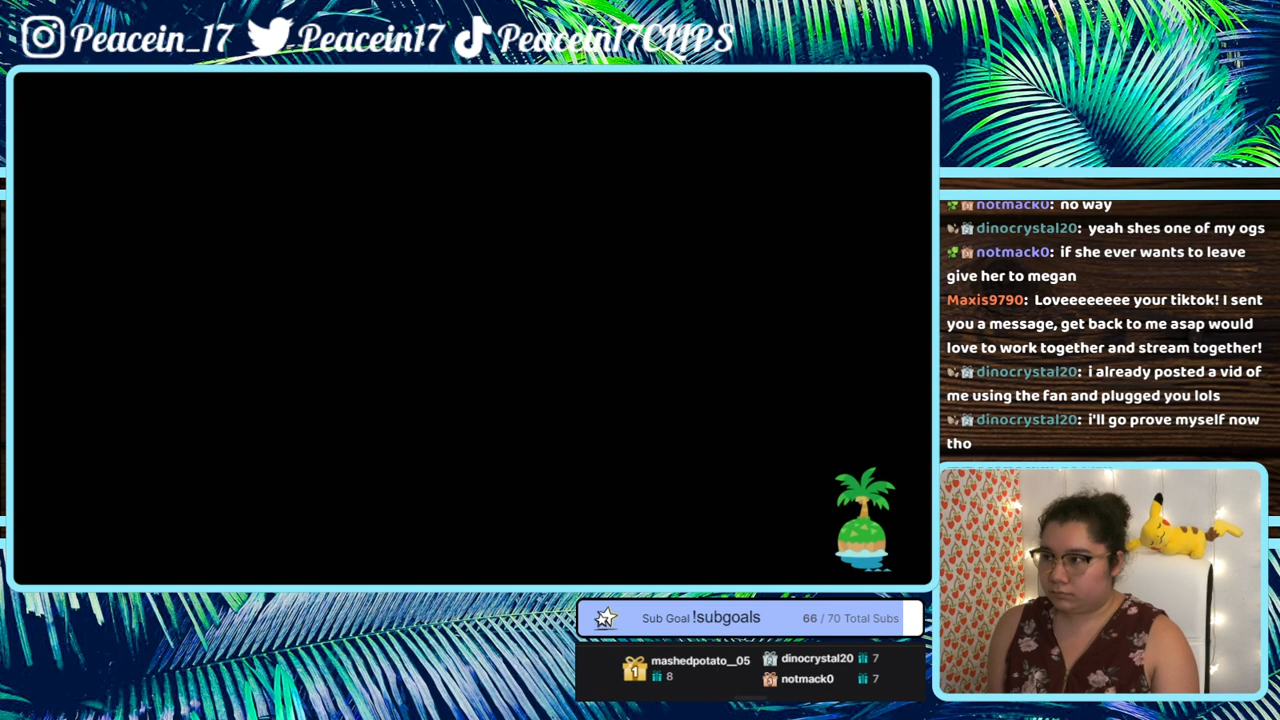 Peacein_17 Peacein17 Peacein17ClIPS
notmack0: no way
dinocrystal20: yeah shes one of my ogs
notmack0: if she ever wants to leave
give her to megan
Maxis9790: Loveeeeeeee your tiktok! I sent
you a message, get back to me asap would
love to work together and stream together!
dinocrystal20: i already posted a vid of
me using the fan and plugged you lols
dinocrystal20: i'll go prove myself now
tho
Sub Goal !subgoals 66 / 70 Total Subs
1 mashedpotato__05 8
2 dinocrystal20 7
3 notmack0 7